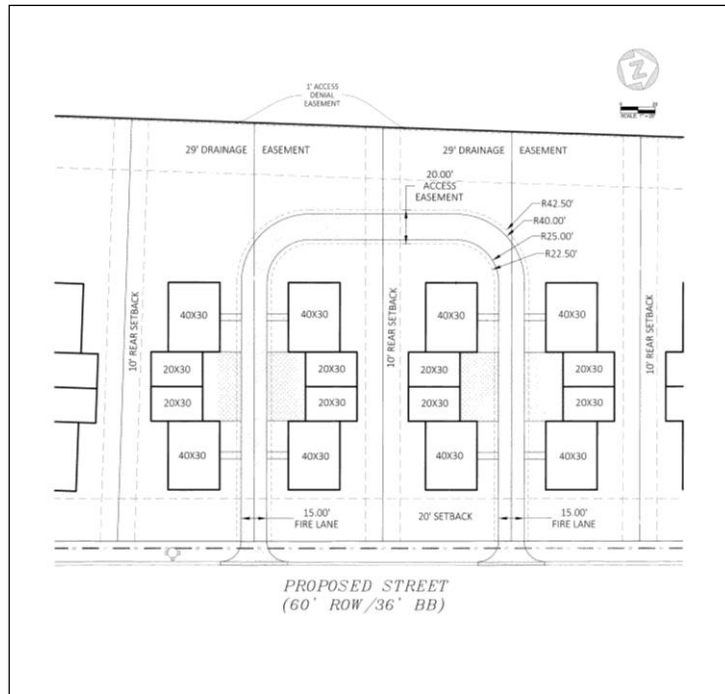 Z
1' ACCESS
DENIAL
EASEMENT
29' DRAINAGE
EASEMENT
29' DRAINAGE
EASEMENT
20.00'
ACCESS
EASEMENT
R42.50'
R40.00'
R25.00'
R22.50'
10' REAR SETBACK
10' REAR SETBACK
10' REAR SETBACK
40X30
40X30
40X30
40X30
20X30
20X30
20X30
20X30
20X30
20X30
20X30
20X30
40X30
40X30
40X30
40X30
15.00'
FIRE LANE
20' SETBACK
15.00'
FIRE LANE
PROPOSED STREET
(60' ROW/36' BB)